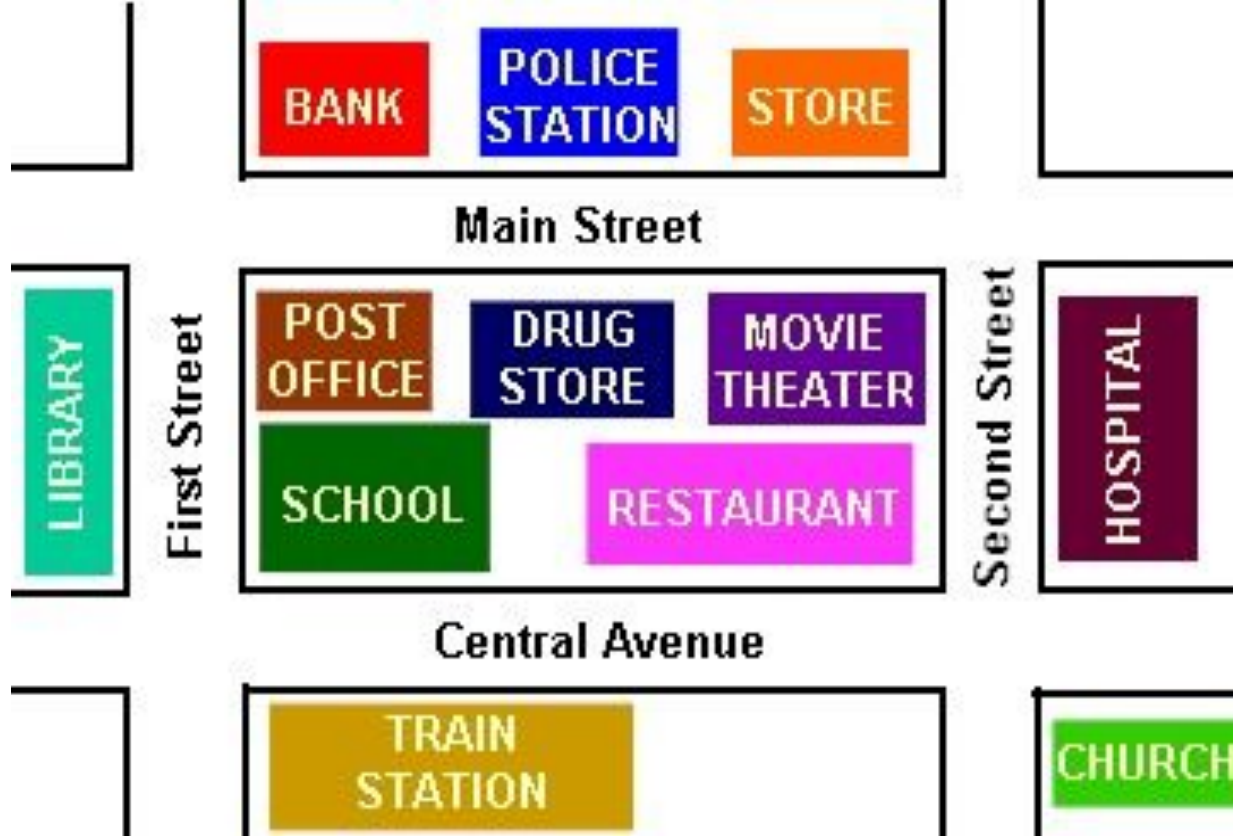 BANK
POLICE
STATION
STORE
Main Street
LIBRARY
First Street
POST
OFFICE
DRUG
STORE
MOVIE
THEATER
SCHOOL
RESTAURANT
Second Street
HOSPITAL
Central Avenue
TRAIN
STATION
CHURCH